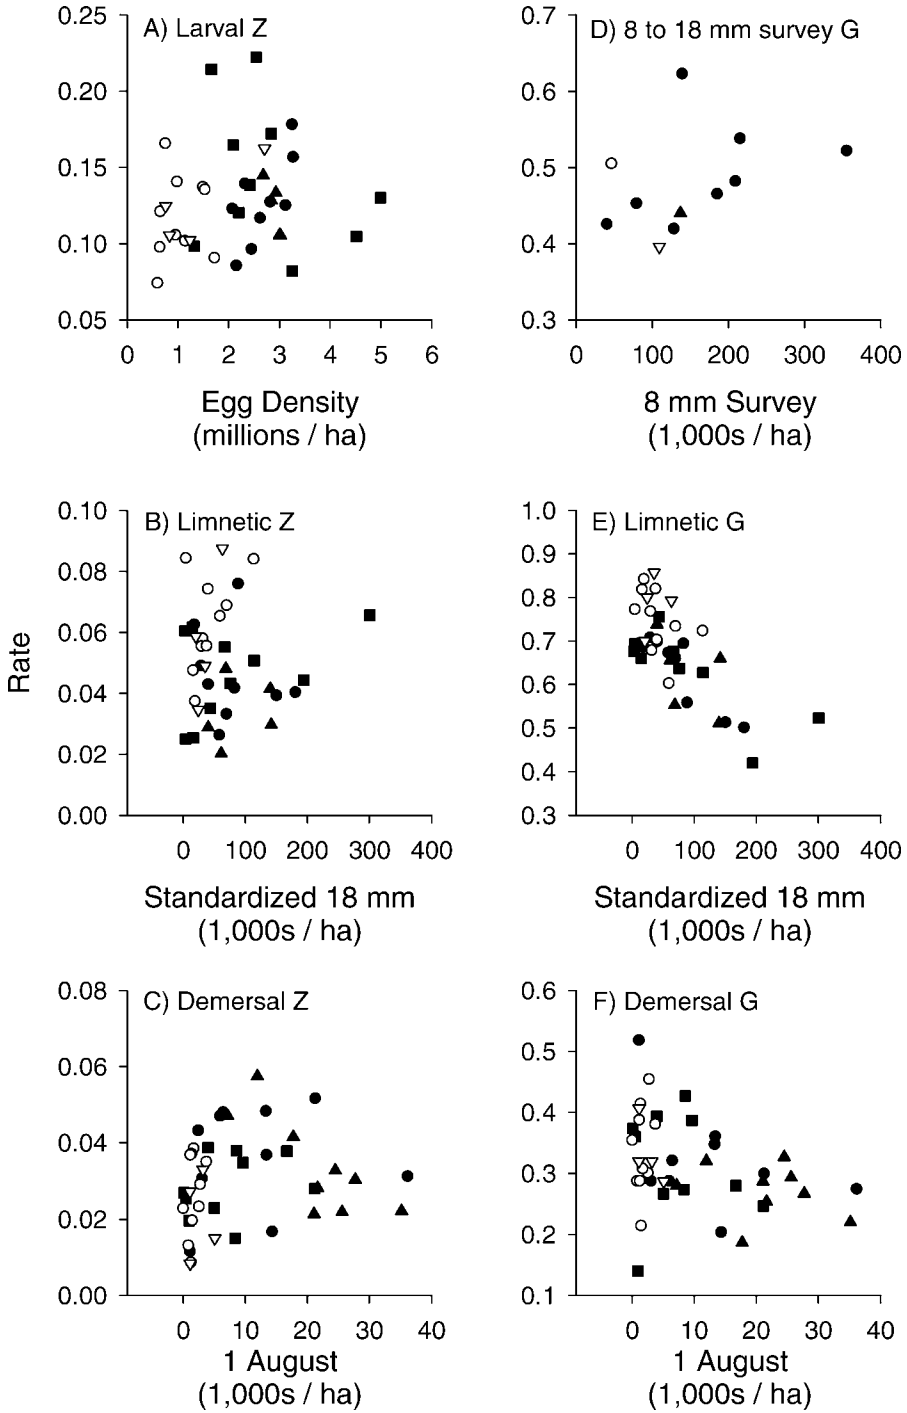 A) Larval Z
0.25
0.20
0.15
0.10
0.05
0 1 2 3 4 5 6
Egg Density
(millions / ha)
D) 8 to 18 mm survey G
0.7
0.6
0.5
0.4
0.3
0 100 200 300 400
8 mm Survey
(1,000s / ha)
Rate
B) Limnetic Z
0.10
0.08
0.06
0.04
0.02
0.00
0 100 200 300 400
Standardized 18 mm
(1,000s / ha)
E) Limnetic G
1.0
0.9
0.8
0.7
0.6
0.5
0.4
0.3
0 100 200 300 400
Standardized 18 mm
(1,000s / ha)
C) Demersal Z
0.08
0.06
0.04
0.02
0.00
0 10 20 30 40
1 August
(1,000s / ha)
F) Demersal G
0.6
0.5
0.4
0.3
0.2
0.1
0 10 20 30 40
1 August
(1,000s / ha)